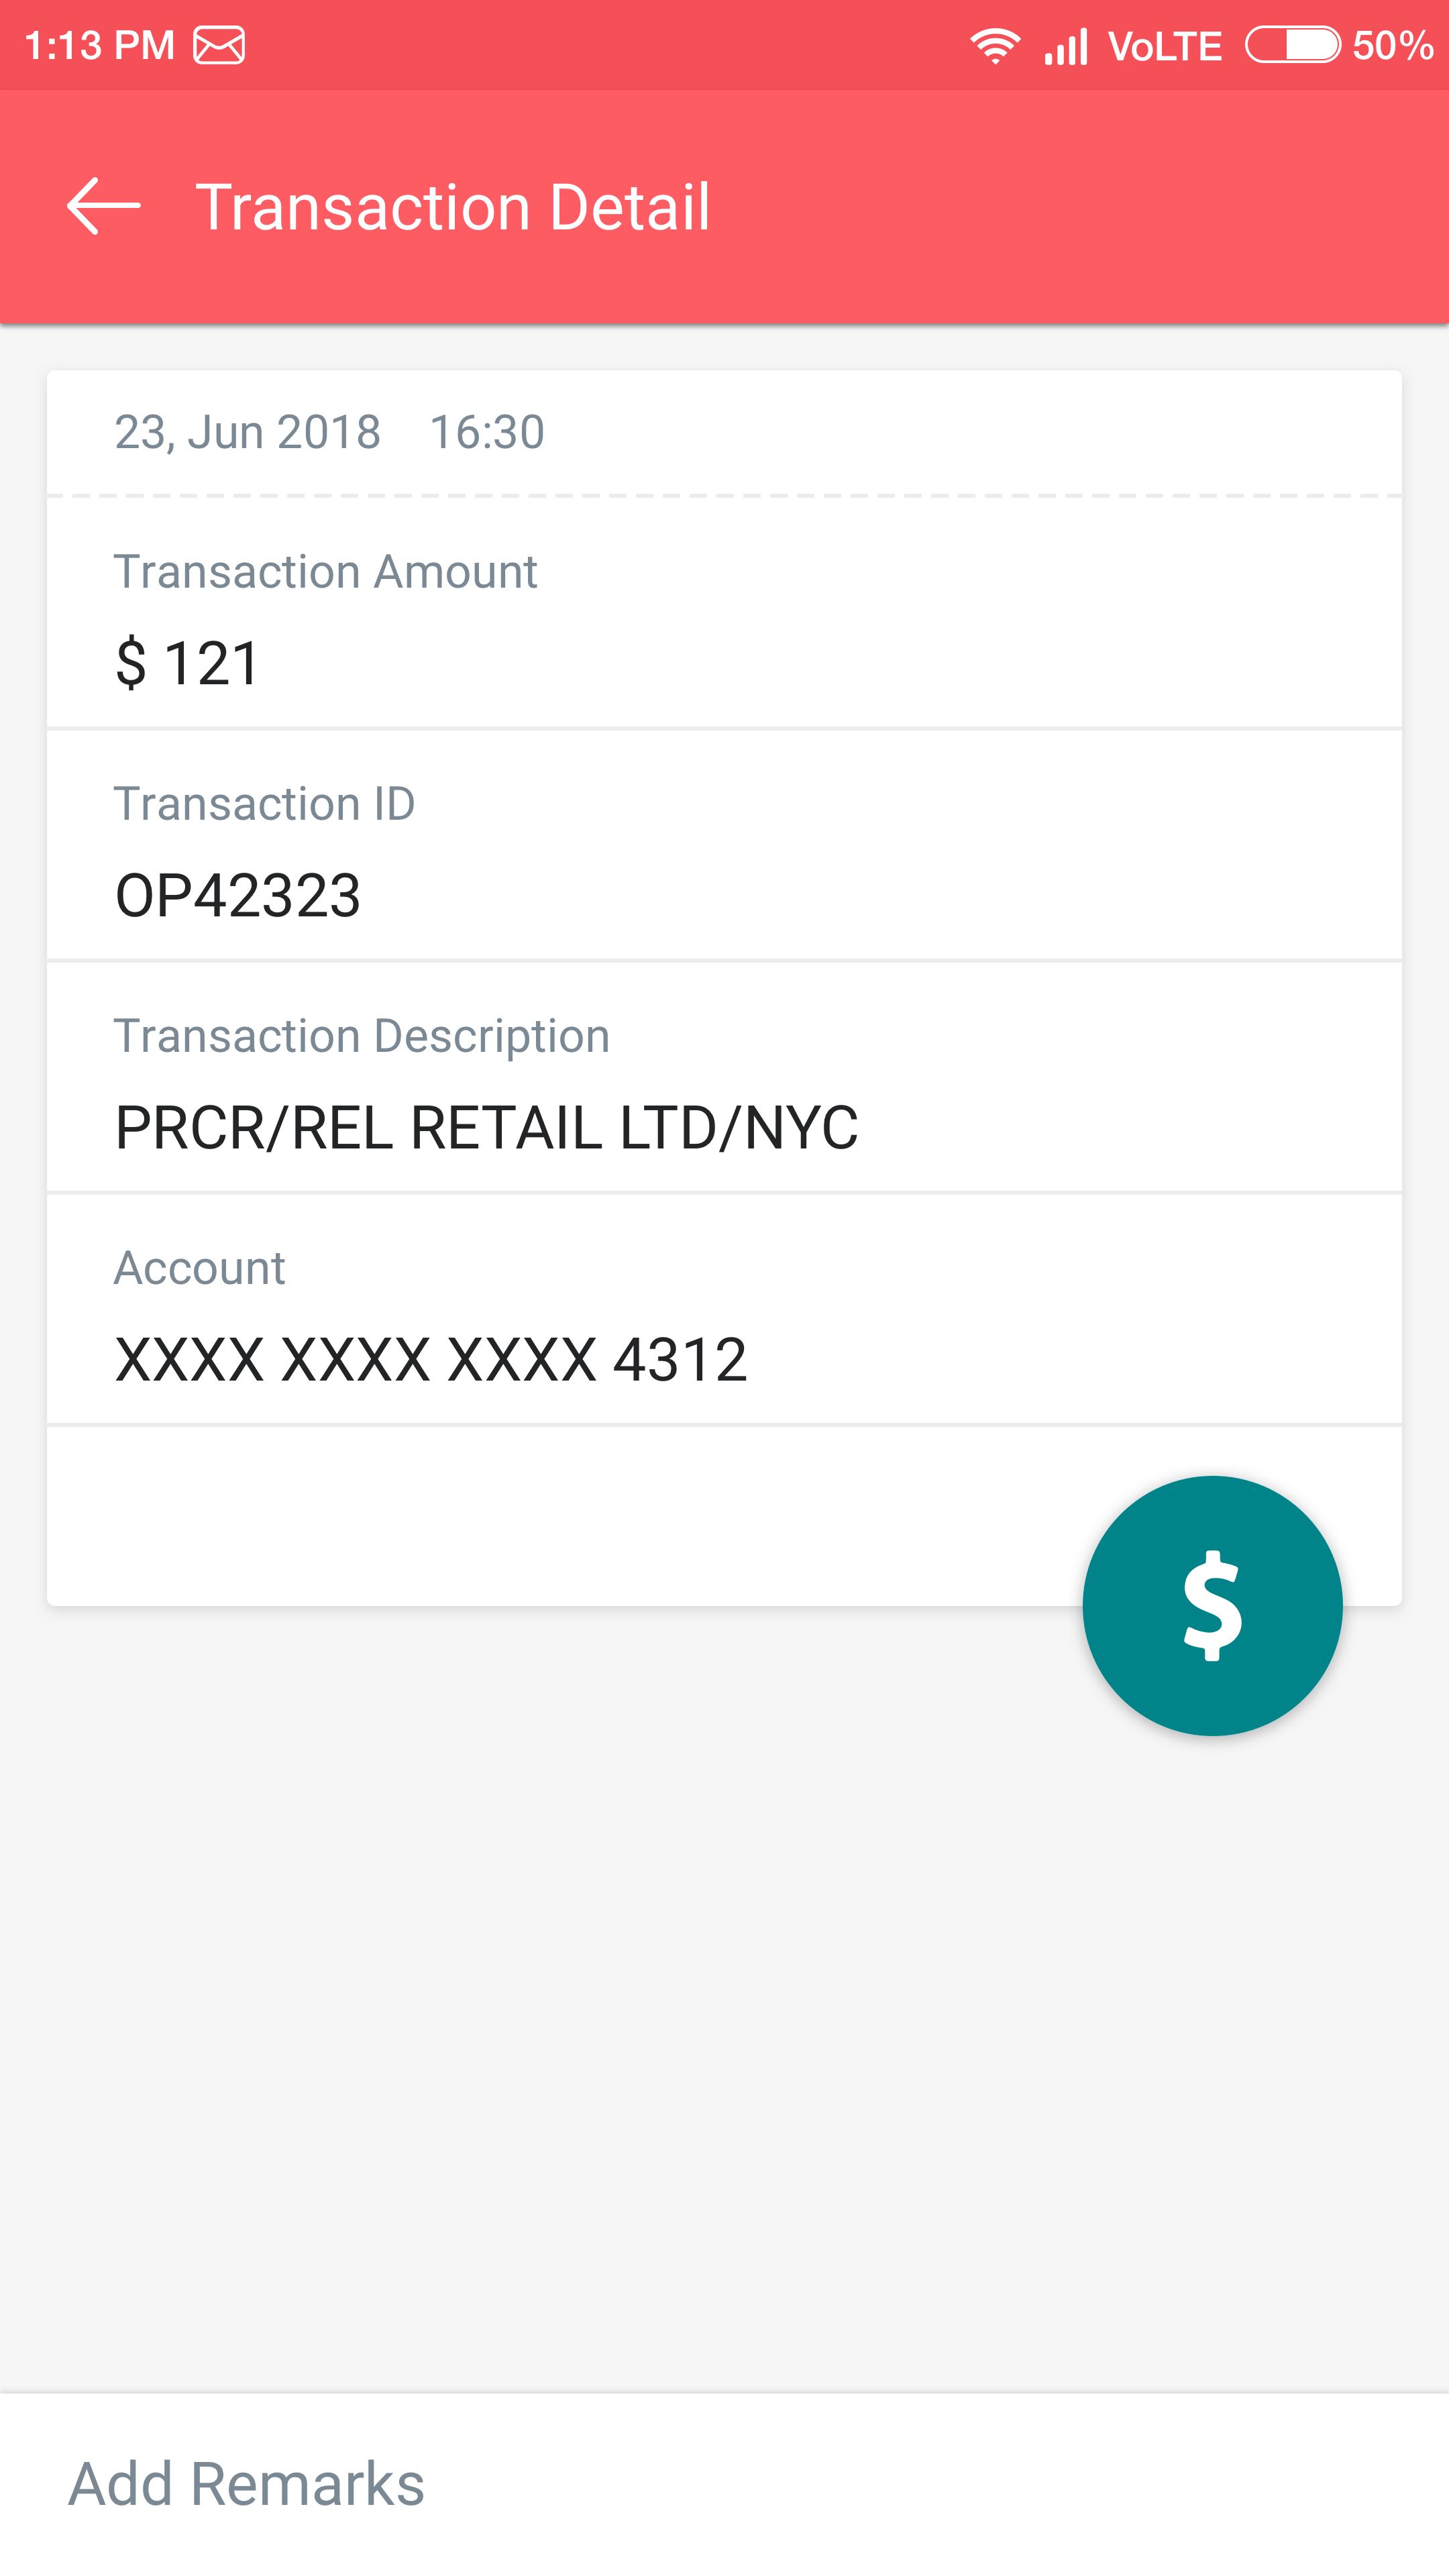 1:13 PM VoLTE 50%
Transaction Detail
23, Jun 2018 16:30
Transaction Amount
$ 121
Transaction ID
OP42323
Transaction Description
PRCR/REL RETAIL LTD/NYC
Account
XXXX XXXX XXXX 4312
$
Add Remarks